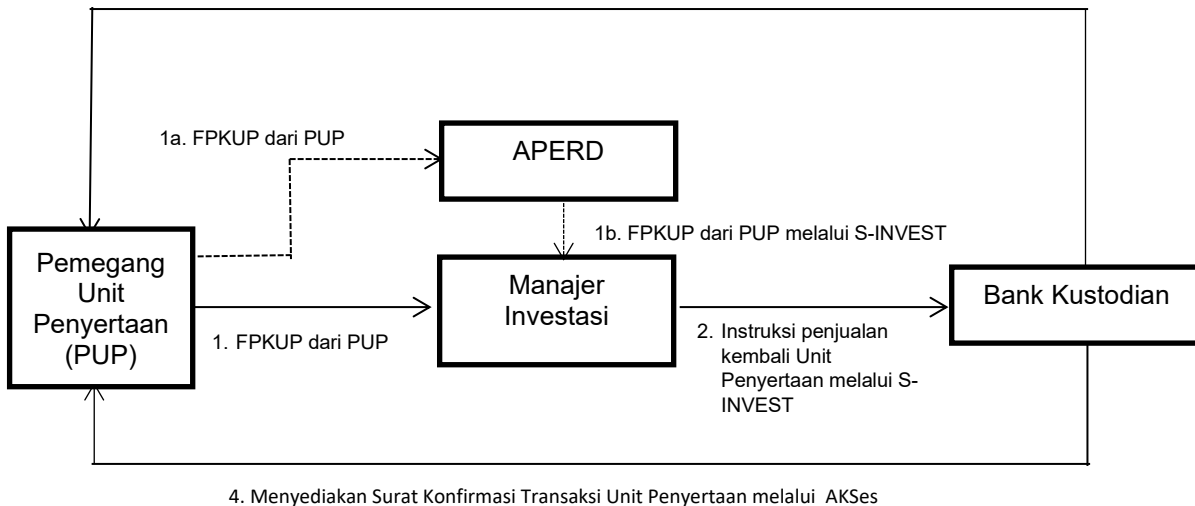 1a. FPKUP dari PUP
APERD
1b. FPKUP dari PUP melalui S-INVEST
Pemegang
Unit
Penyertaan
(PUP)
Manajer
Investasi
Bank Kustodian
1. FPKUP dari PUP
2. Instruksi penjualan
kembali Unit
Penyertaan melalui S-
INVEST
4. Menyediakan Surat Konfirmasi Transaksi Unit Penyertaan melalui AKSes